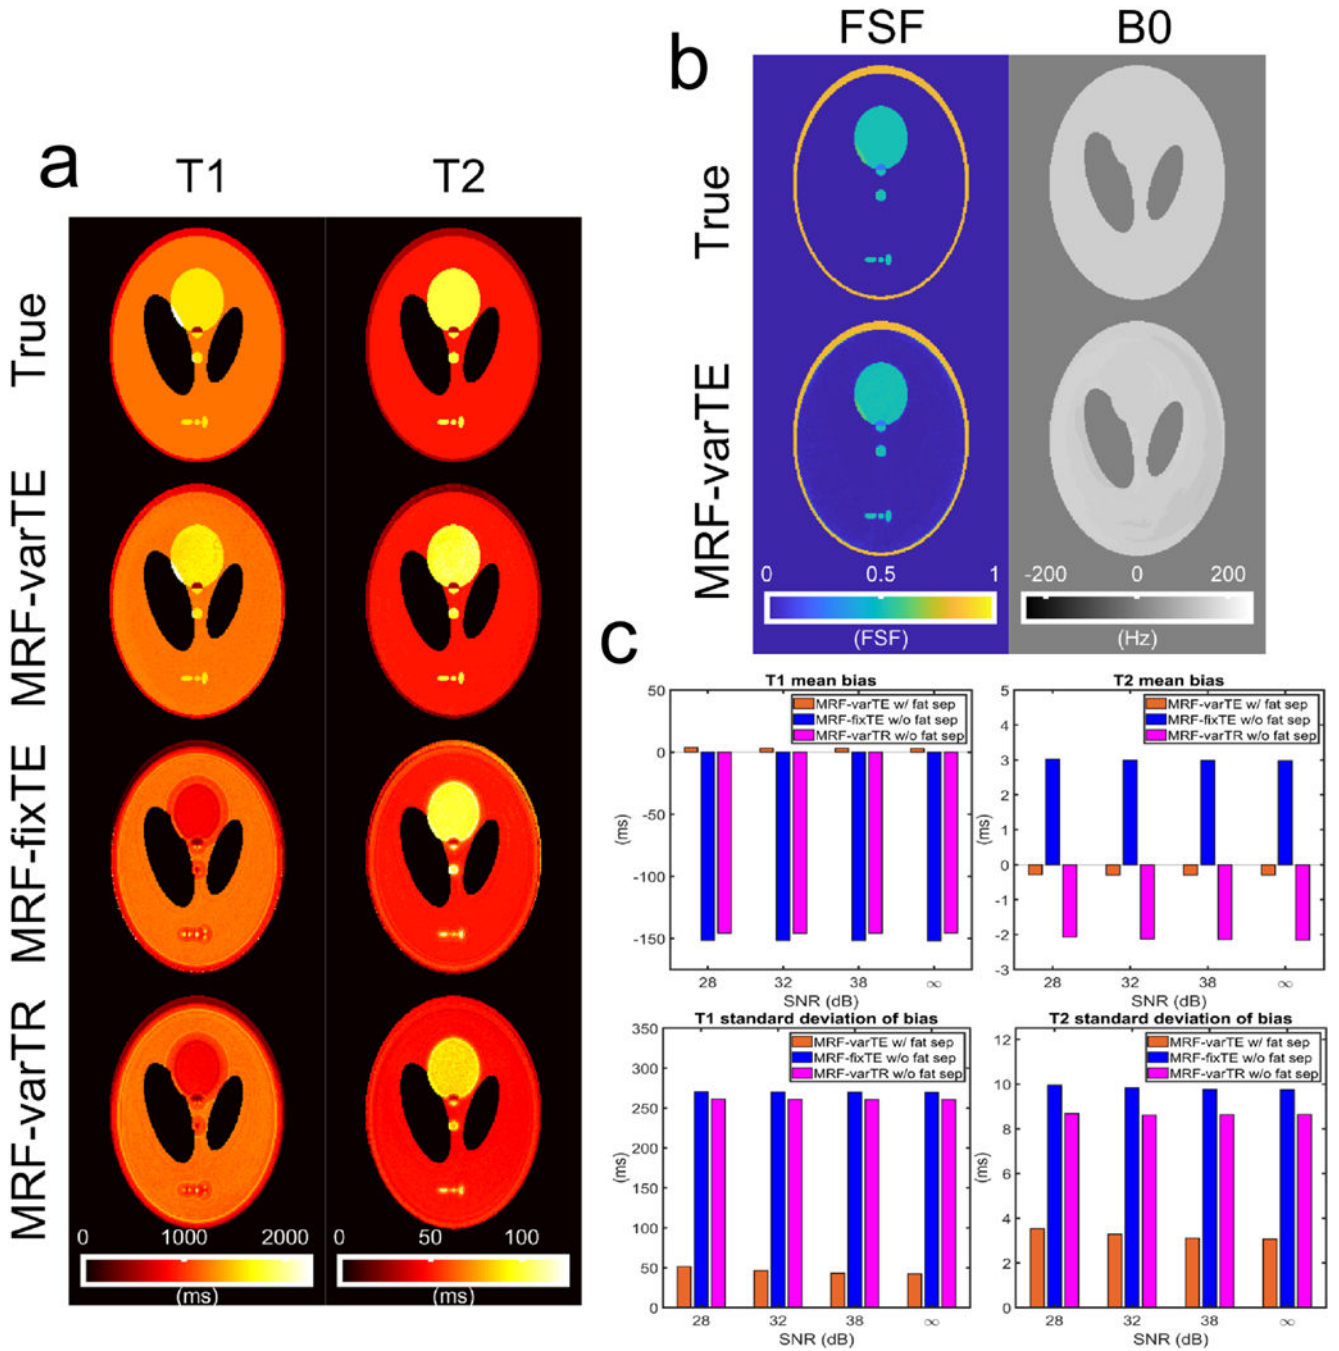 a
T1
T2
True
MRF-varTE
MRF-fixTE
MRF-varTR
0
1000
2000
(ms)
0
50
100
(ms)
b
FSF
B0
True
MRF-varTE
0
0.5
1
(FSF)
-200
0
200
(Hz)
c
T1 mean bias
MRF-varTE w/ fat sep
MRF-fixTE w/o fat sep
MRF-varTR w/o fat sep
50
0
-50
-100
-150
(ms)
28
32
38
∞
SNR (dB)
T2 mean bias
MRF-varTE w/ fat sep
MRF-fixTE w/o fat sep
MRF-varTR w/o fat sep
5
4
3
2
1
0
-1
-2
-3
(ms)
28
32
38
∞
SNR (dB)
T1 standard deviation of bias
MRF-varTE w/ fat sep
MRF-fixTE w/o fat sep
MRF-varTR w/o fat sep
350
300
250
200
150
100
50
0
(ms)
28
32
38
∞
SNR (dB)
T2 standard deviation of bias
MRF-varTE w/ fat sep
MRF-fixTE w/o fat sep
MRF-varTR w/o fat sep
12
10
8
6
4
2
0
(ms)
28
32
38
∞
SNR (dB)